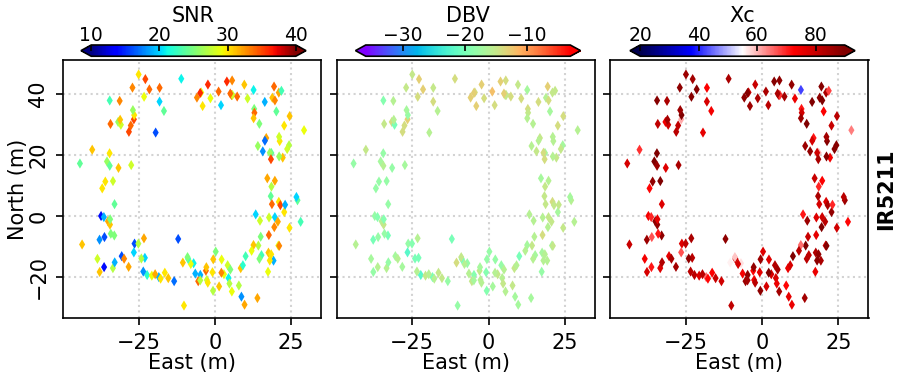 SNR DBV Xc
10 20 30 40 −30 −20 −10 20 40 60 80
40
20
0
−20
North (m)
IR5211
−25 0 25 −25 0 25 −25 0 25
East (m) East (m) East (m)